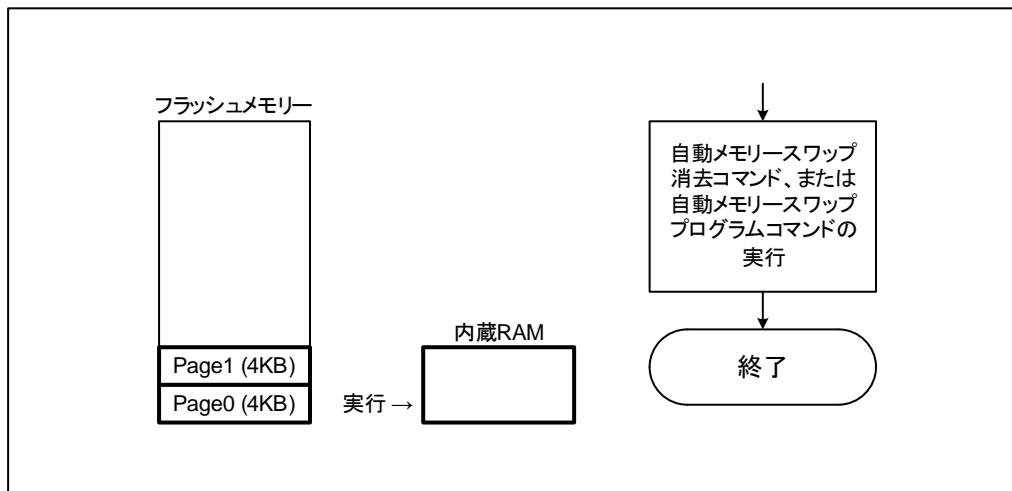 フラッシュメモリー
Page1 (4KB)
Page0 (4KB)
実行 →
内蔵RAM
自動メモリースワップ
消去コマンド、または
自動メモリースワップ
プログラムコマンドの
実行
終了